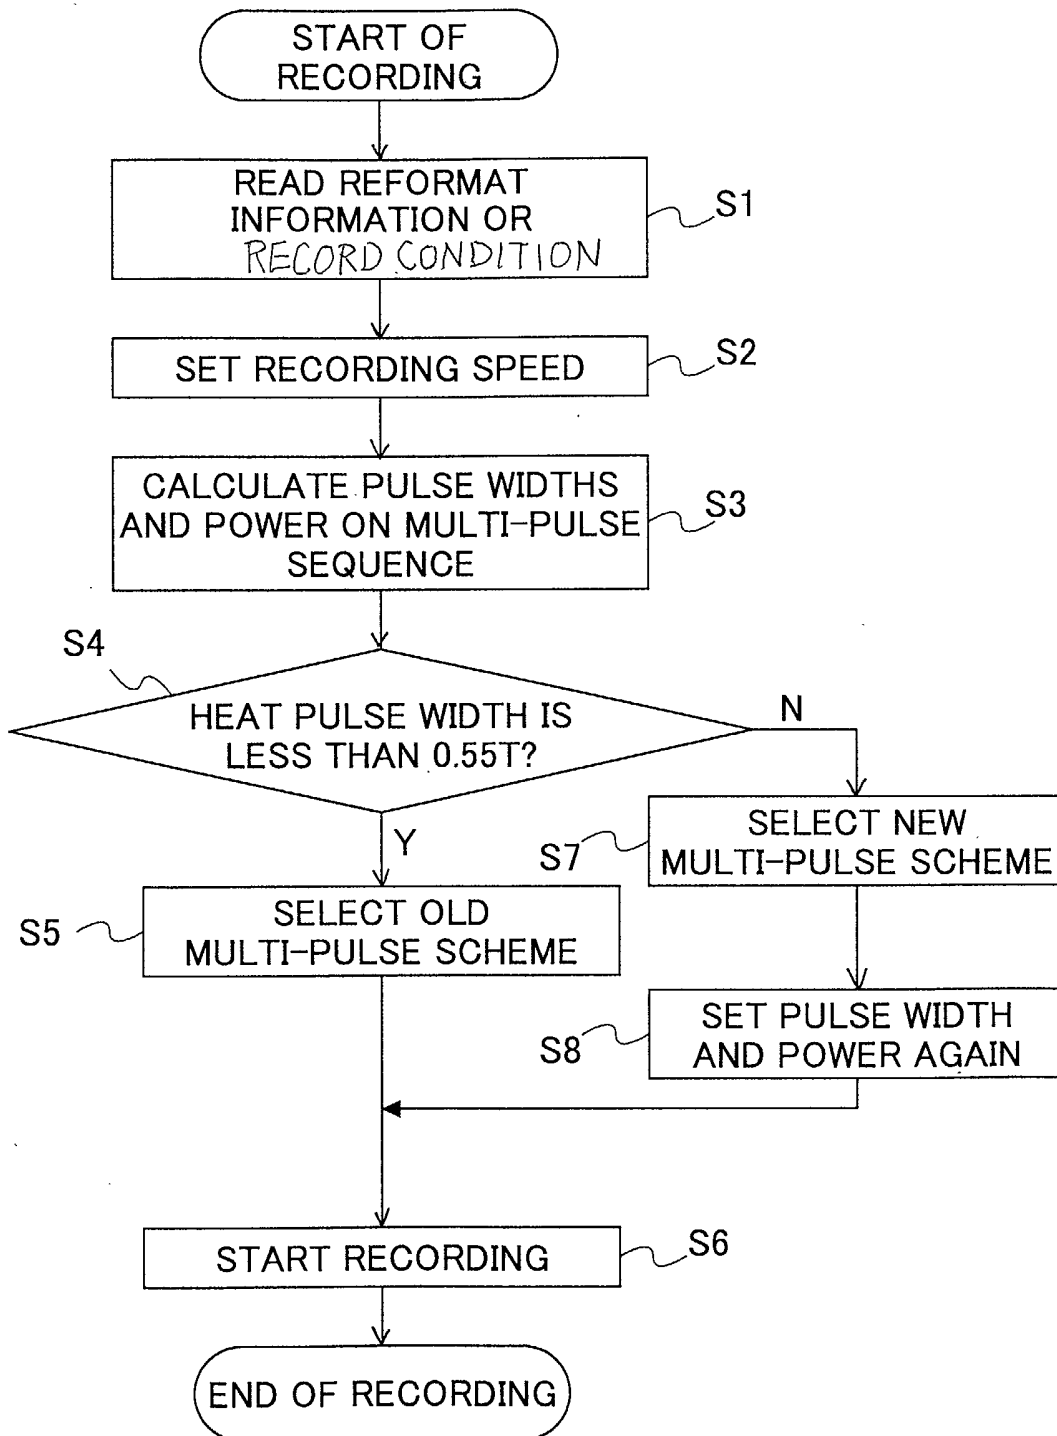 START OF
RECORDING
READ REFORMAT
INFORMATION OR
RECORD CONDITION
S1
SET RECORDING SPEED
S2
CALCULATE PULSE WIDTHS
AND POWER ON MULTI-PULSE
SEQUENCE
S3
S4
HEAT PULSE WIDTH IS
LESS THAN 0.55T?
N
Y
S7
SELECT NEW
MULTI-PULSE SCHEME
S5
SELECT OLD
MULTI-PULSE SCHEME
S8
SET PULSE WIDTH
AND POWER AGAIN
START RECORDING
S6
END OF RECORDING